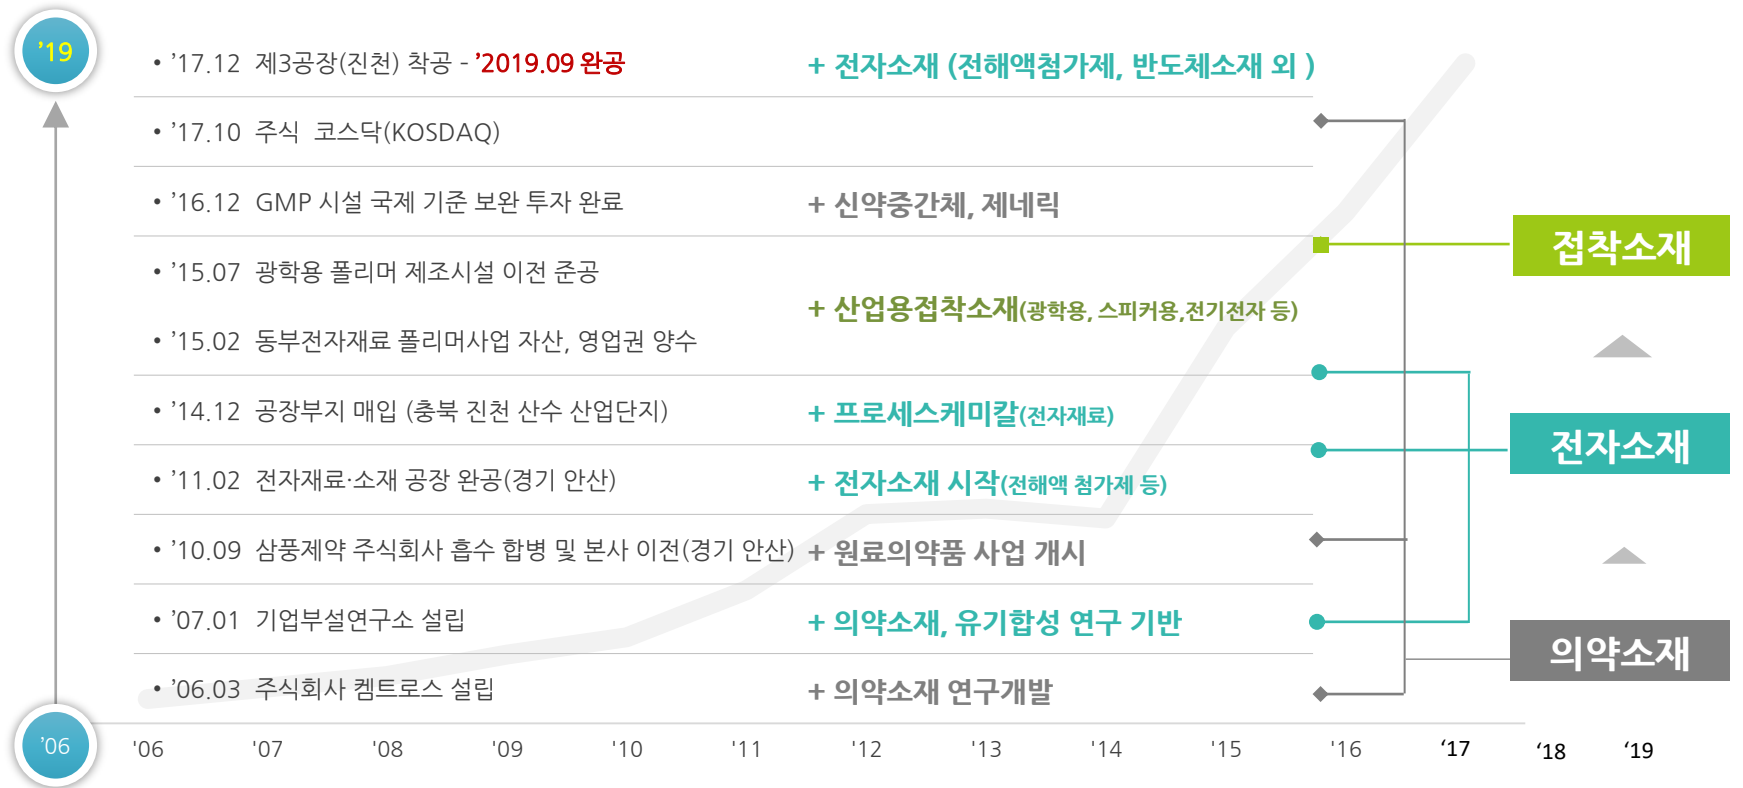 ’19
• ’17.12 제3공장(진천) 착공 - ’2019.09 완공 + 전자소재 (전해액첨가제, 반도체소재 외 )
• ’17.10 주식 코스닥(KOSDAQ)
• ’16.12 GMP 시설 국제 기준 보완 투자 완료 + 신약중간체, 제네릭
접착소재
• ’15.07 광학용 폴리머 제조시설 이전 준공
+ 산업용접착소재(광학용, 스피커용,전기전자 등)
• ’15.02 동부전자재료 폴리머사업 자산, 영업권 양수
• ’14.12 공장부지 매입 (충북 진천 산수 산업단지) + 프로세스케미칼(전자재료)
전자소재
• ’11.02 전자재료·소재 공장 완공(경기 안산) + 전자소재 시작(전해액 첨가제 등)
• ’10.09 삼풍제약 주식회사 흡수 합병 및 본사 이전(경기 안산) + 원료의약품 사업 개시
• ’07.01 기업부설연구소 설립 + 의약소재, 유기합성 연구 기반
의약소재
• ’06.03 주식회사 켐트로스 설립 + 의약소재 연구개발
’06
'06 '07 '08 '09 '10 '11 '12 '13 '14 '15 '16 ‘17 ‘18 ‘19